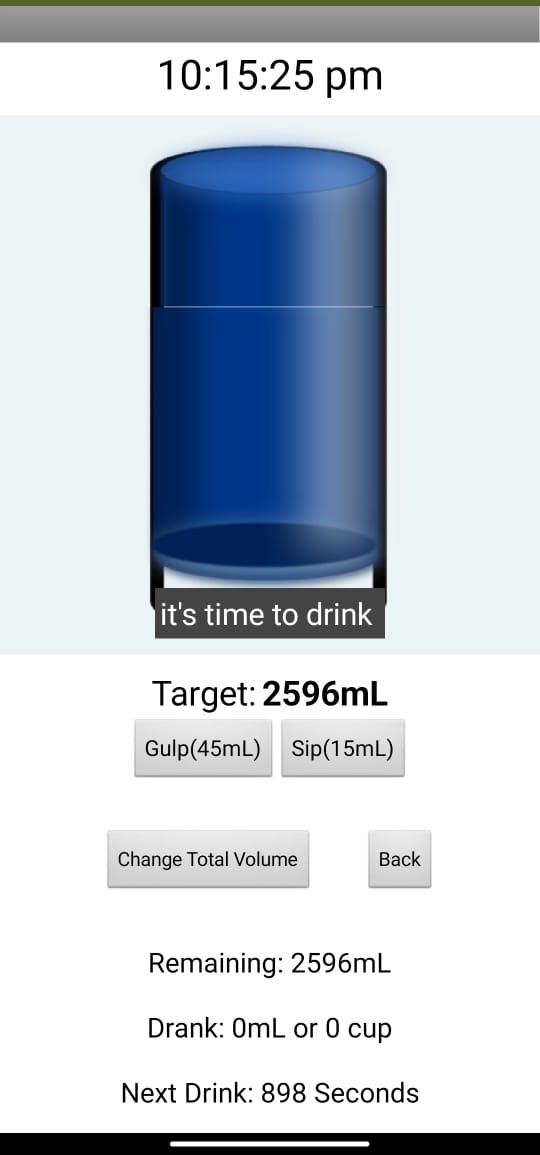 10:15:25 pm
it's time to drink
Target: 2596mL
Gulp(45mL) Sip(15mL)
Change Total Volume Back
Remaining: 2596mL
Drank: 0mL or 0 cup
Next Drink: 898 Seconds